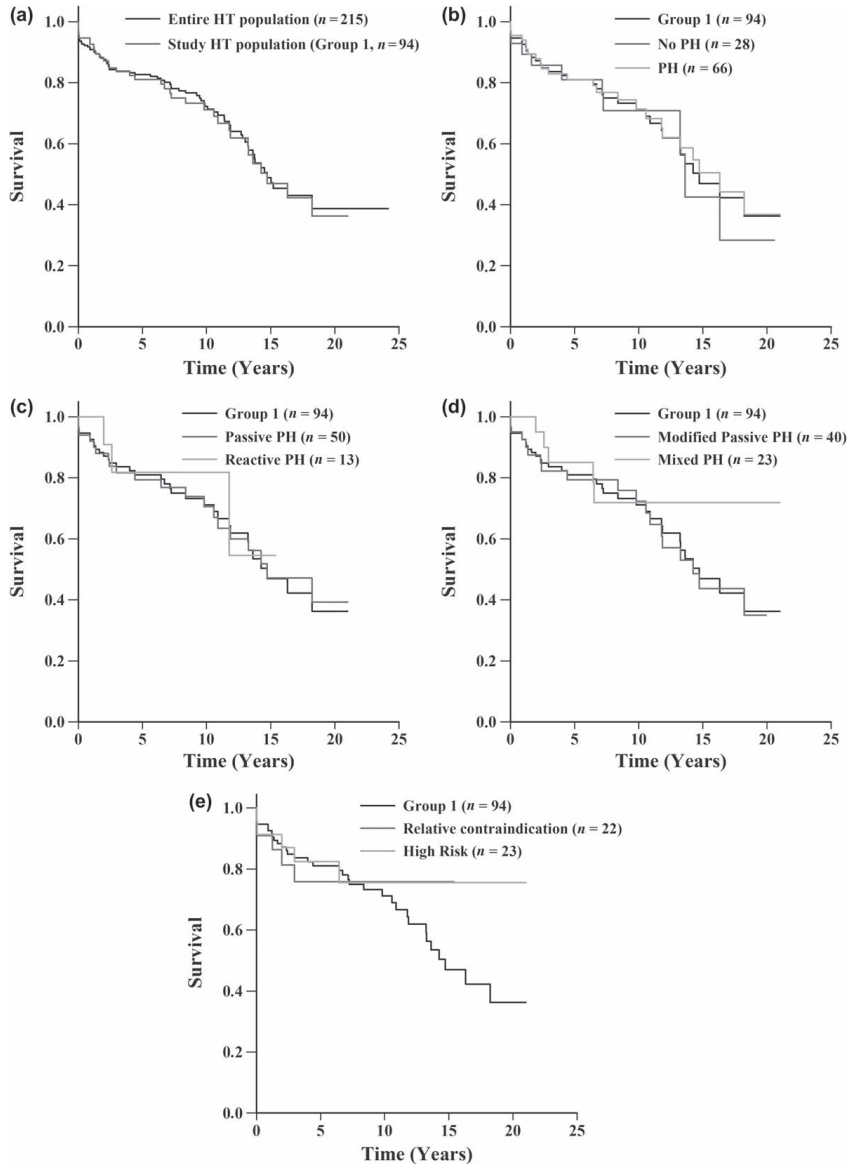 (a)
Entire HT population (n = 215)
Study HT population (Group 1, n = 94)
1.0
0.8
0.6
0.4
0.2
0.0
Survival
0 5 10 15 20 25
Time (Years)
(b)
Group 1 (n = 94)
No PH (n = 28)
PH (n = 66)
1.0
0.8
0.6
0.4
0.2
0.0
Survival
0 5 10 15 20 25
Time (Years)
(c)
Group 1 (n = 94)
Passive PH (n = 50)
Reactive PH (n = 13)
1.0
0.8
0.6
0.4
0.2
0.0
Survival
0 5 10 15 20 25
Time (Years)
(d)
Group 1 (n = 94)
Modified Passive PH (n = 40)
Mixed PH (n = 23)
1.0
0.8
0.6
0.4
0.2
0.0
Survival
0 5 10 15 20 25
Time (Years)
(e)
Group 1 (n = 94)
Relative contraindication (n = 22)
High Risk (n = 23)
1.0
0.8
0.6
0.4
0.2
0.0
Survival
0 5 10 15 20 25
Time (Years)